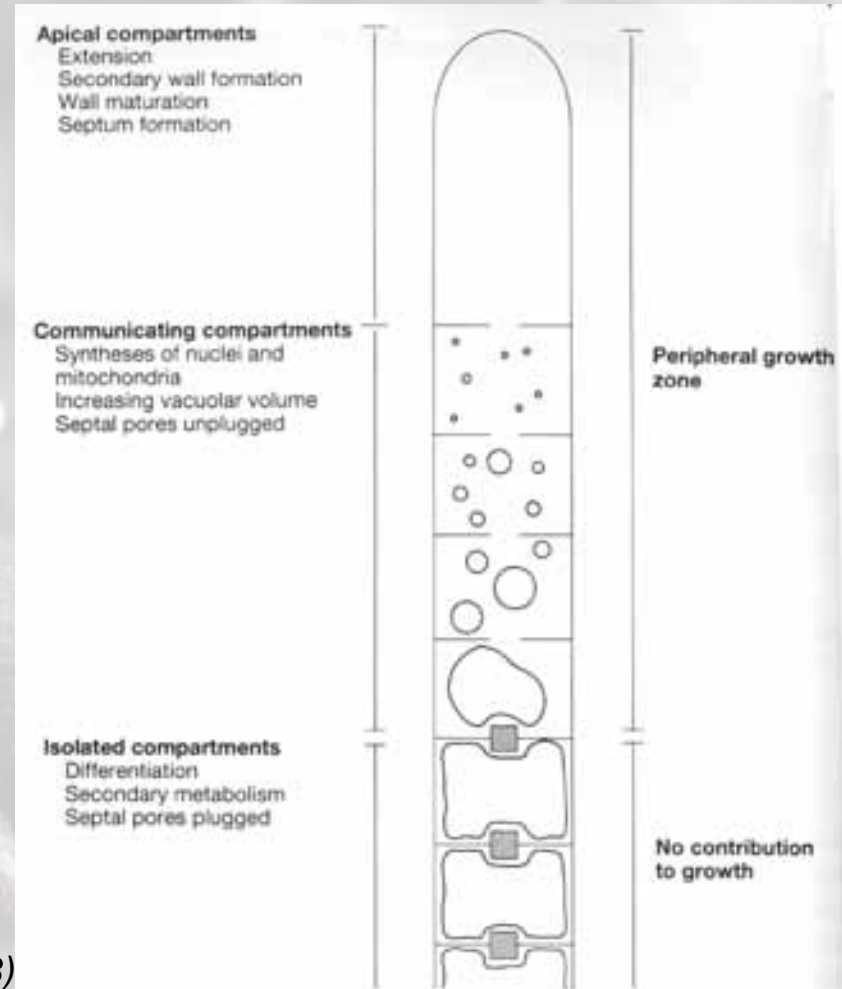 Apical compartments
Extension
Secondary wall formation
Wall maturation
Septum formation
Communicating compartments
Syntheses of nuclei and
mitochondria
Increasing vacuolar volume
Septal pores unplugged
Peripheral growth
zone
Isolated compartments
Differentiation
Secondary metabolism
Septal pores plugged
No contribution
to growth